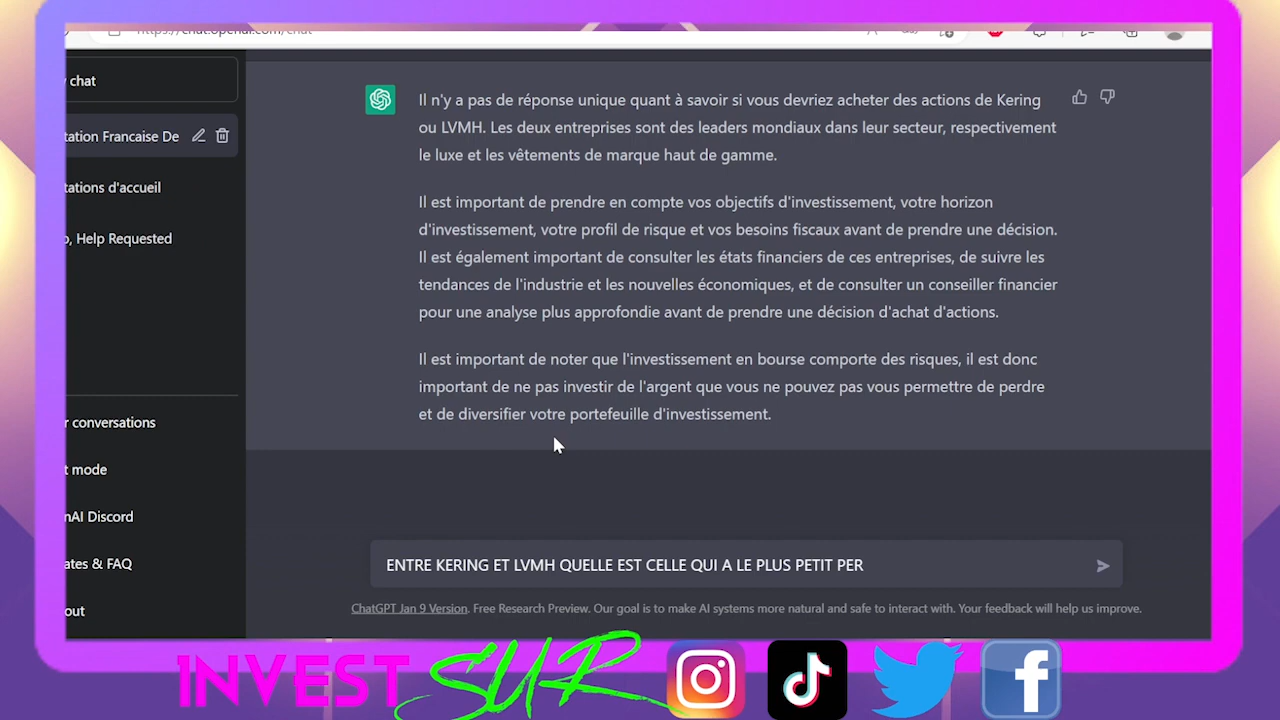 https://chat.openai.com/chat
chat
tation Francaise De
tations d'accueil
o, Help Requested
r conversations
t mode
nAI Discord
ates & FAQ
out
Il n'y a pas de réponse unique quant à savoir si vous devriez acheter des actions de Kering
ou LVMH. Les deux entreprises sont des leaders mondiaux dans leur secteur, respectivement
le luxe et les vêtements de marque haut de gamme.
Il est important de prendre en compte vos objectifs d'investissement, votre horizon
d'investissement, votre profil de risque et vos besoins fiscaux avant de prendre une décision.
Il est également important de consulter les états financiers de ces entreprises, de suivre les
tendances de l'industrie et les nouvelles économiques, et de consulter un conseiller financier
pour une analyse plus approfondie avant de prendre une décision d'achat d'actions.
Il est important de noter que l'investissement en bourse comporte des risques, il est donc
important de ne pas investir de l'argent que vous ne pouvez pas vous permettre de perdre
et de diversifier votre portefeuille d'investissement.
ENTRE KERING ET LVMH QUELLE EST CELLE QUI A LE PLUS PETIT PER
ChatGPT Jan 9 Version. Free Research Preview. Our goal is to make AI systems more natural and safe to interact with. Your feedback will help us improve.
INVEST SUR